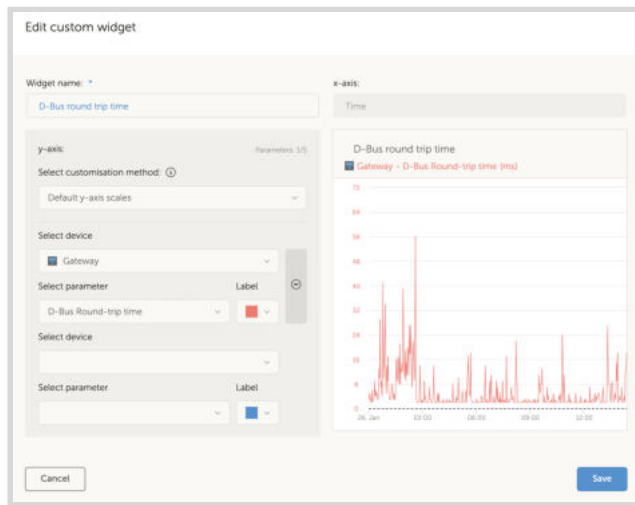 Edit custom widget
Widget name: *
D-Bus round trip time
x-axis:
Time
y-axis:
Parameters: 1/5
Select customisation method:
Default y-axis scales
Select device
Gateway
Select parameter
Label
D-Bus Round-trip time
Select device
Select parameter
Label
D-Bus round trip time
Gateway - D-Bus Round-trip time (ms)
72
64
56
48
40
32
24
16
8
0
26. Jan
03:00
06:00
09:00
12:00
Cancel
Save